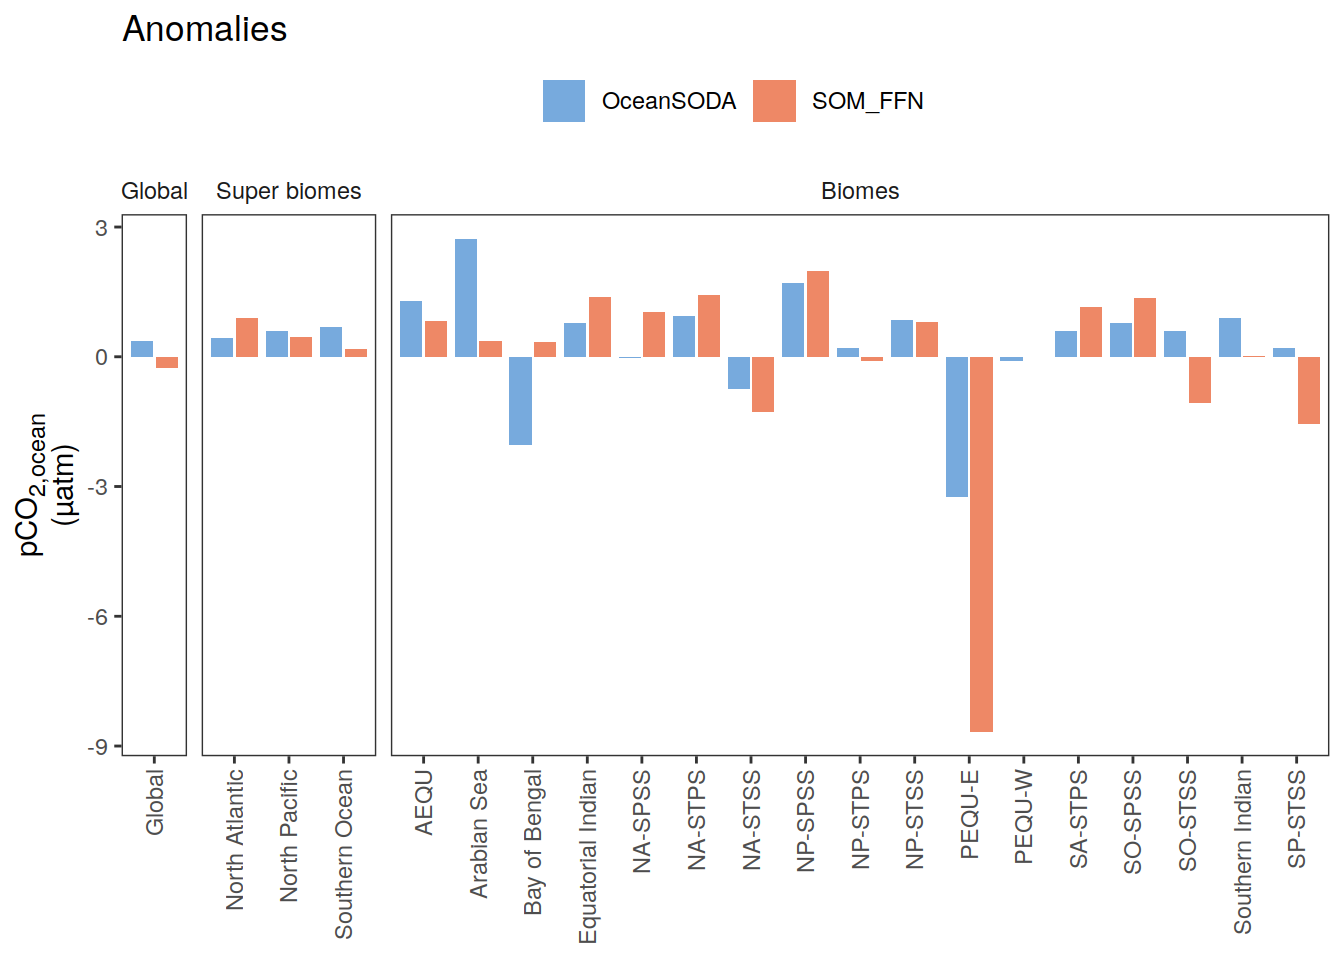 Anomalies
OceanSODA SOM_FFN
Global Super biomes Biomes
3
0
-3
-6
-9
pCO2,ocean
(µatm)
Global
North Atlantic
North Pacific
Southern Ocean
AEQU
Arabian Sea
Bay of Bengal
Equatorial Indian
NA-SPSS
NA-STPS
NA-STSS
NP-SPSS
NP-STPS
NP-STSS
PEQU-E
PEQU-W
SA-STPS
SO-SPSS
SO-STSS
Southern Indian
SP-STSS